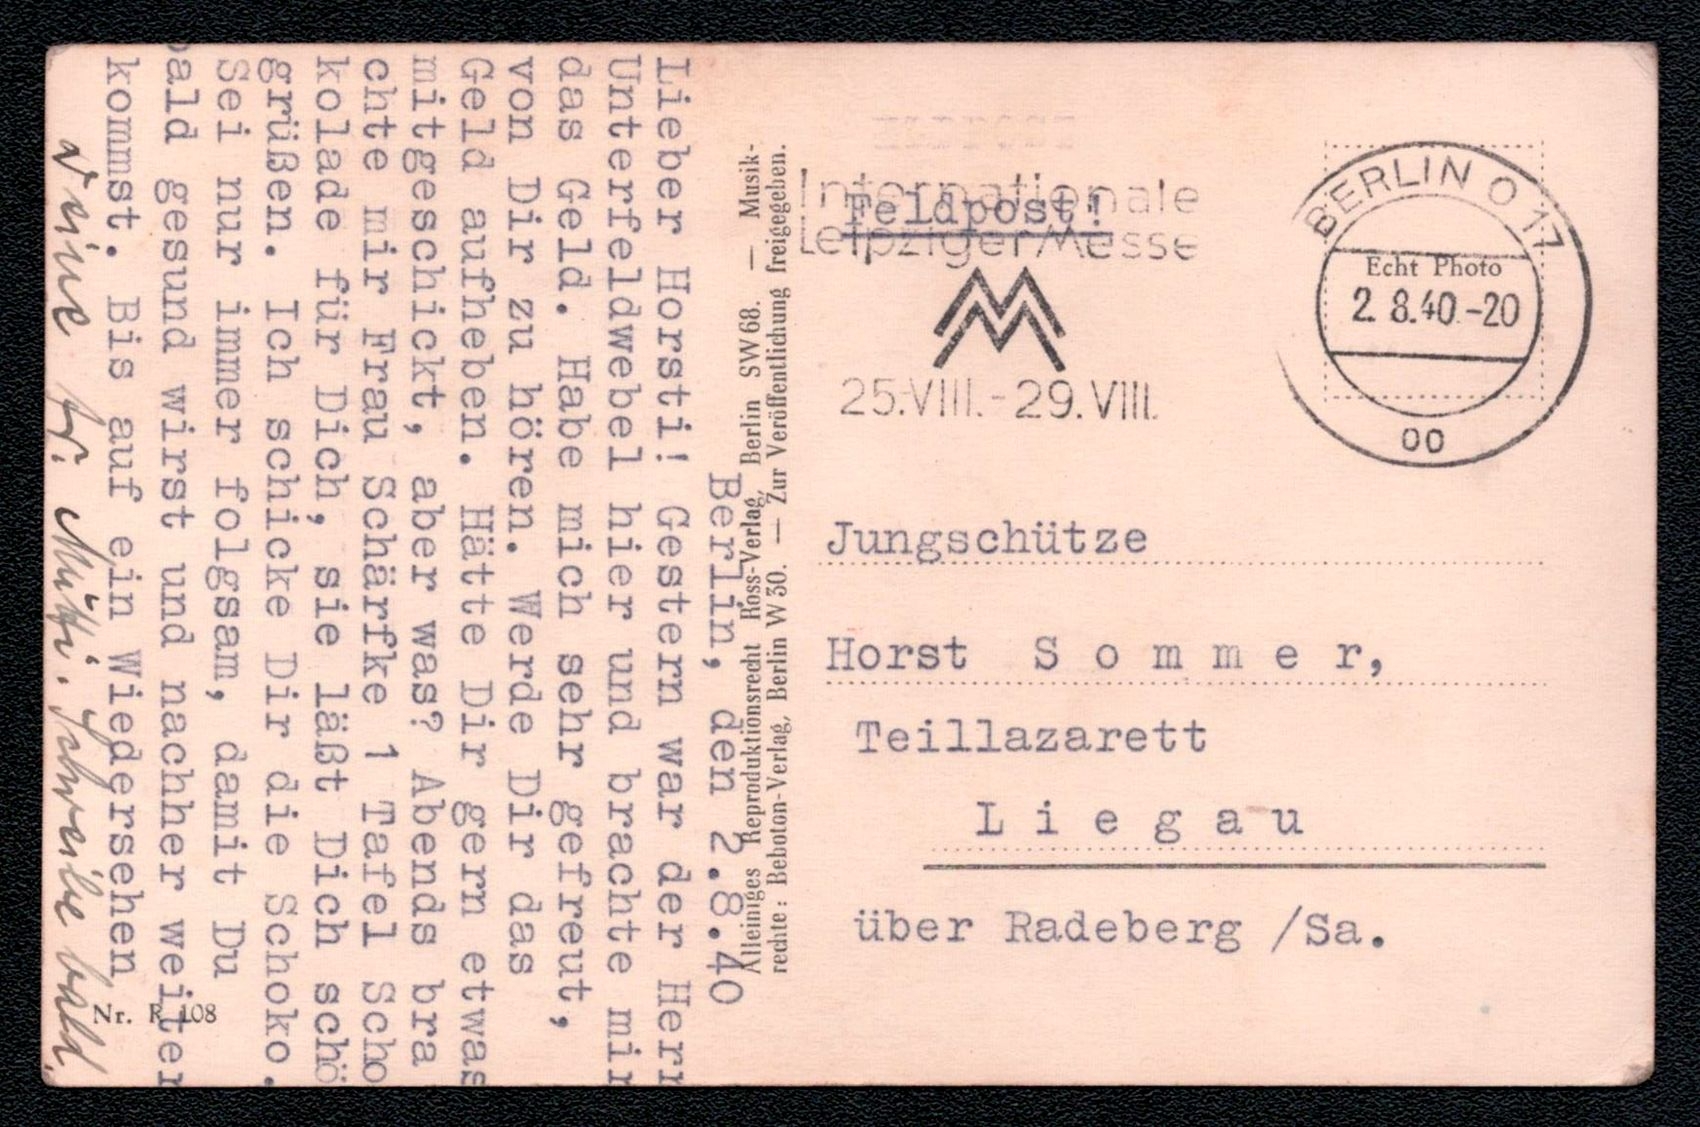 Berlin, den 2.8.40
Lieber Horsti! Gestern war der Herr
Unterfeldwebel hier und brachte mir
das Geld. Habe mich sehr gefreut,
von Dir zu hören. Werde Dir das
Geld aufheben. Hätte Dir gern etwas
mitgeschickt, aber was? Abends bra
chte mir Frau Schärfke 1 Tafel Scho
kolade für Dich, sie läßt Dich schö
grüßen. Ich schicke Dir die Schoko.
Sei nur immer folgsam, damit Du
bald gesund wirst und nachher weiter
kommst. Bis auf ein Wiedersehen
Deine Mutti. Schreibe bald.
Nr. R 108
Alleiniges Reproduktionsrecht Ross-Verlag, Berlin SW 68. — Musik-
rechte: Beboton-Verlag, Berlin W 30. — Zur Veröffentlichung freigegeben.
Feldpost!
Internationale
Leipziger Messe
25.VIII.-29.VIII.
BERLIN O 17
Echt Photo
2.8.40.-20
oo
Jungschütze
Horst S o m m e r,
Teillazarett
L i e g a u
über Radeberg /Sa.